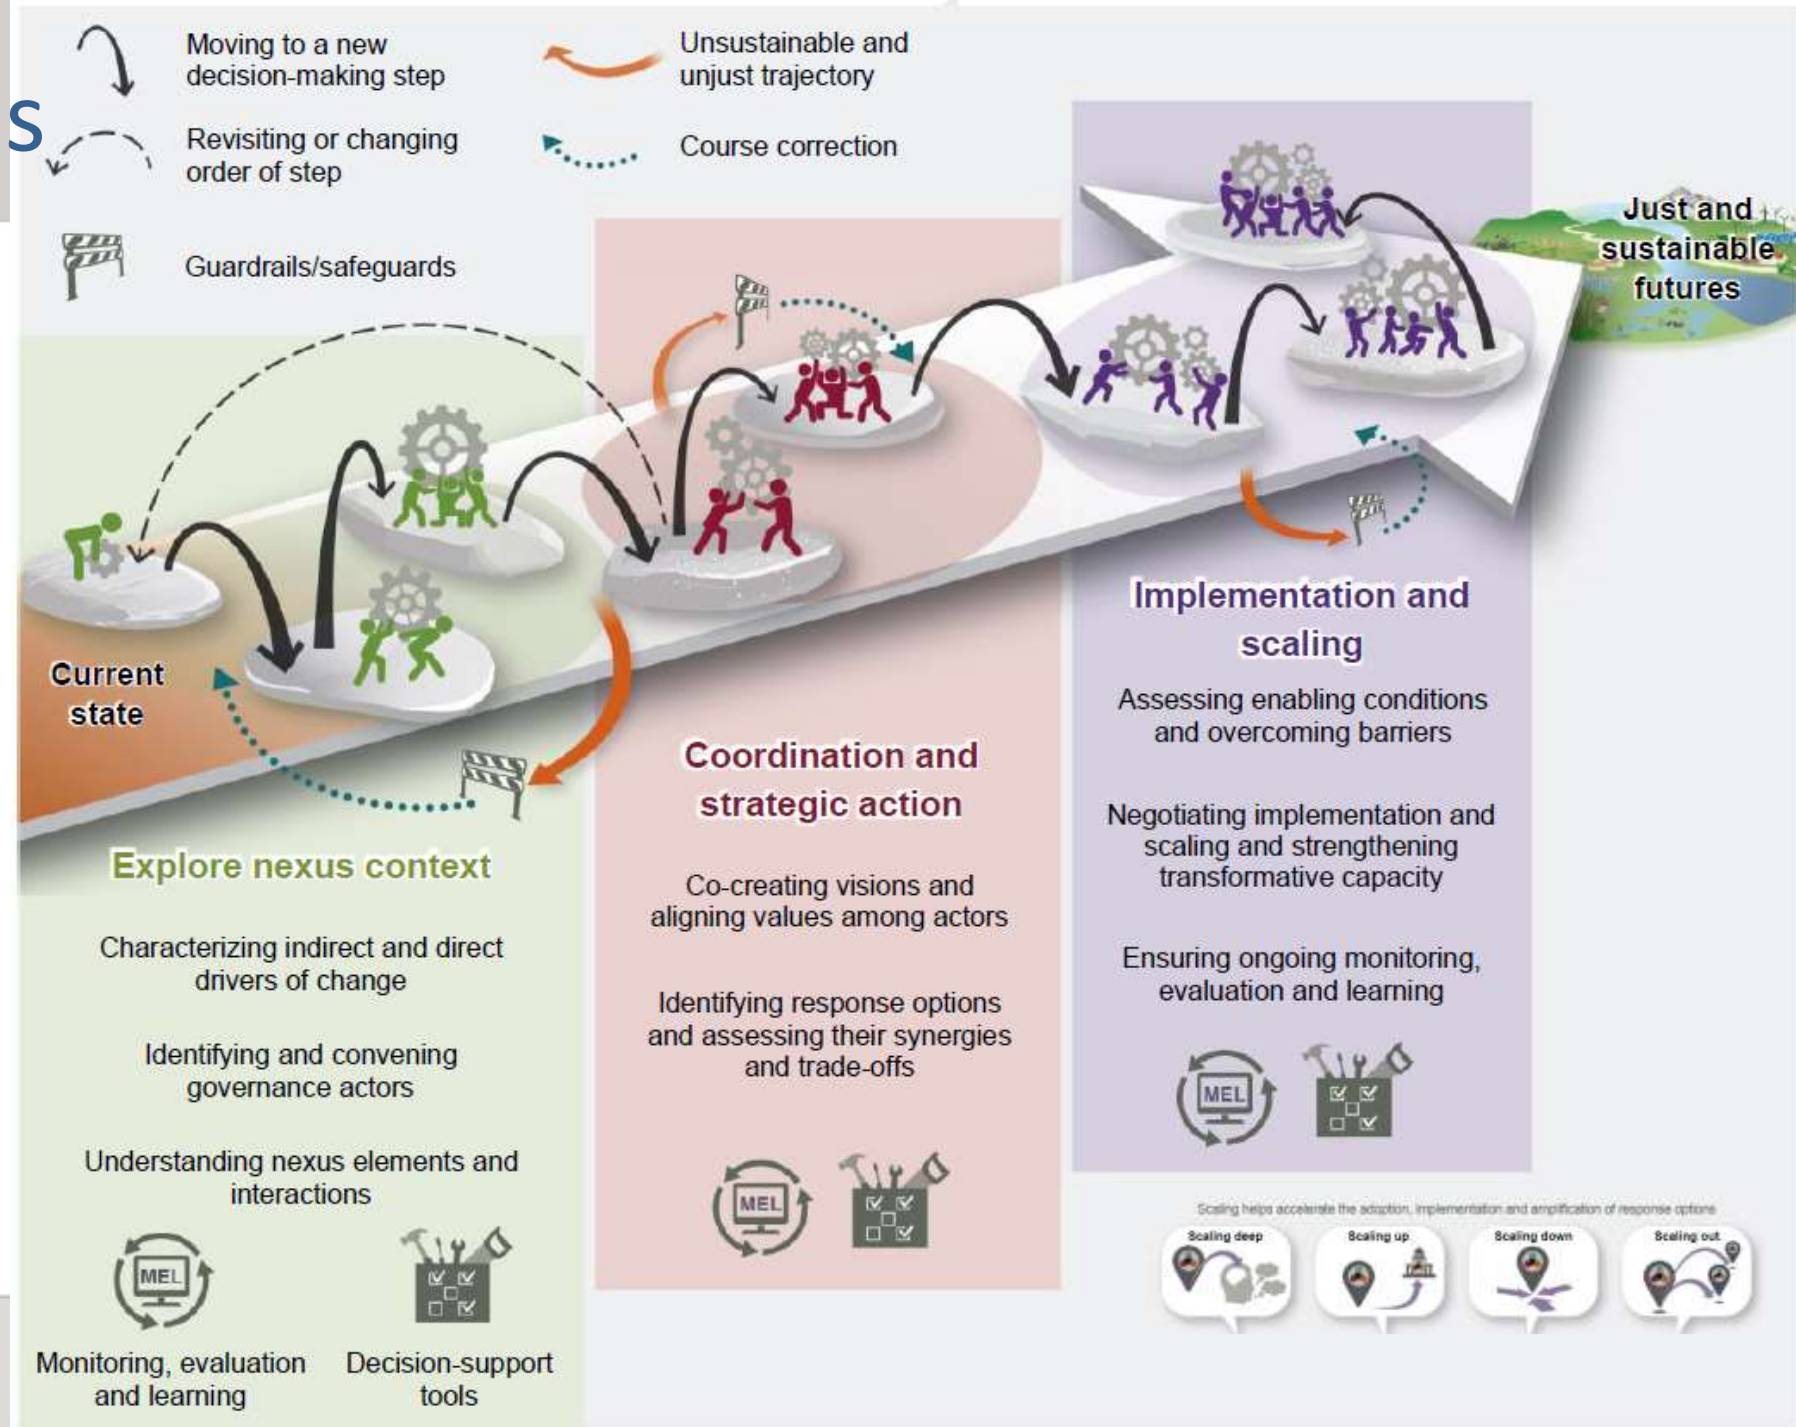 s
Moving to a new
decision-making step
Revisiting or changing
order of step
Guardrails/safeguards
Unsustainable and
unjust trajectory
Course correction
Just and
sustainable
futures
Current
state
Explore nexus context
Characterizing indirect and direct
drivers of change
Identifying and convening
governance actors
Understanding nexus elements and
interactions
MEL
Monitoring, evaluation
and learning
Decision-support
tools
Coordination and
strategic action
Co-creating visions and
aligning values among actors
Identifying response options
and assessing their synergies
and trade-offs
MEL
Implementation and
scaling
Assessing enabling conditions
and overcoming barriers
Negotiating implementation and
scaling and strengthening
transformative capacity
Ensuring ongoing monitoring,
evaluation and learning
MEL
Scaling helps accelerate the adoption, implementation and amplification of response options
Scaling deep
Scaling up
Scaling down
Scaling out